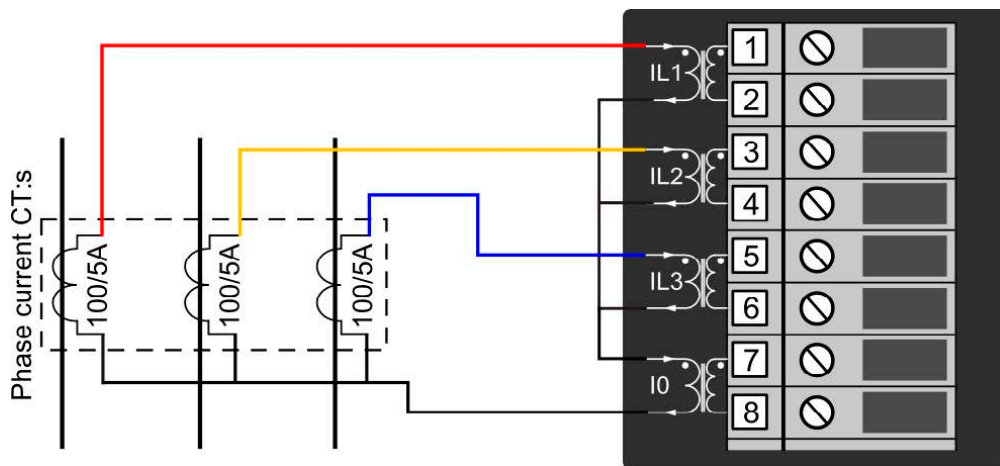 Phase current CT:s
100/5A
100/5A
100/5A
IL1
1
2
IL2
3
4
IL3
5
6
I0
7
8